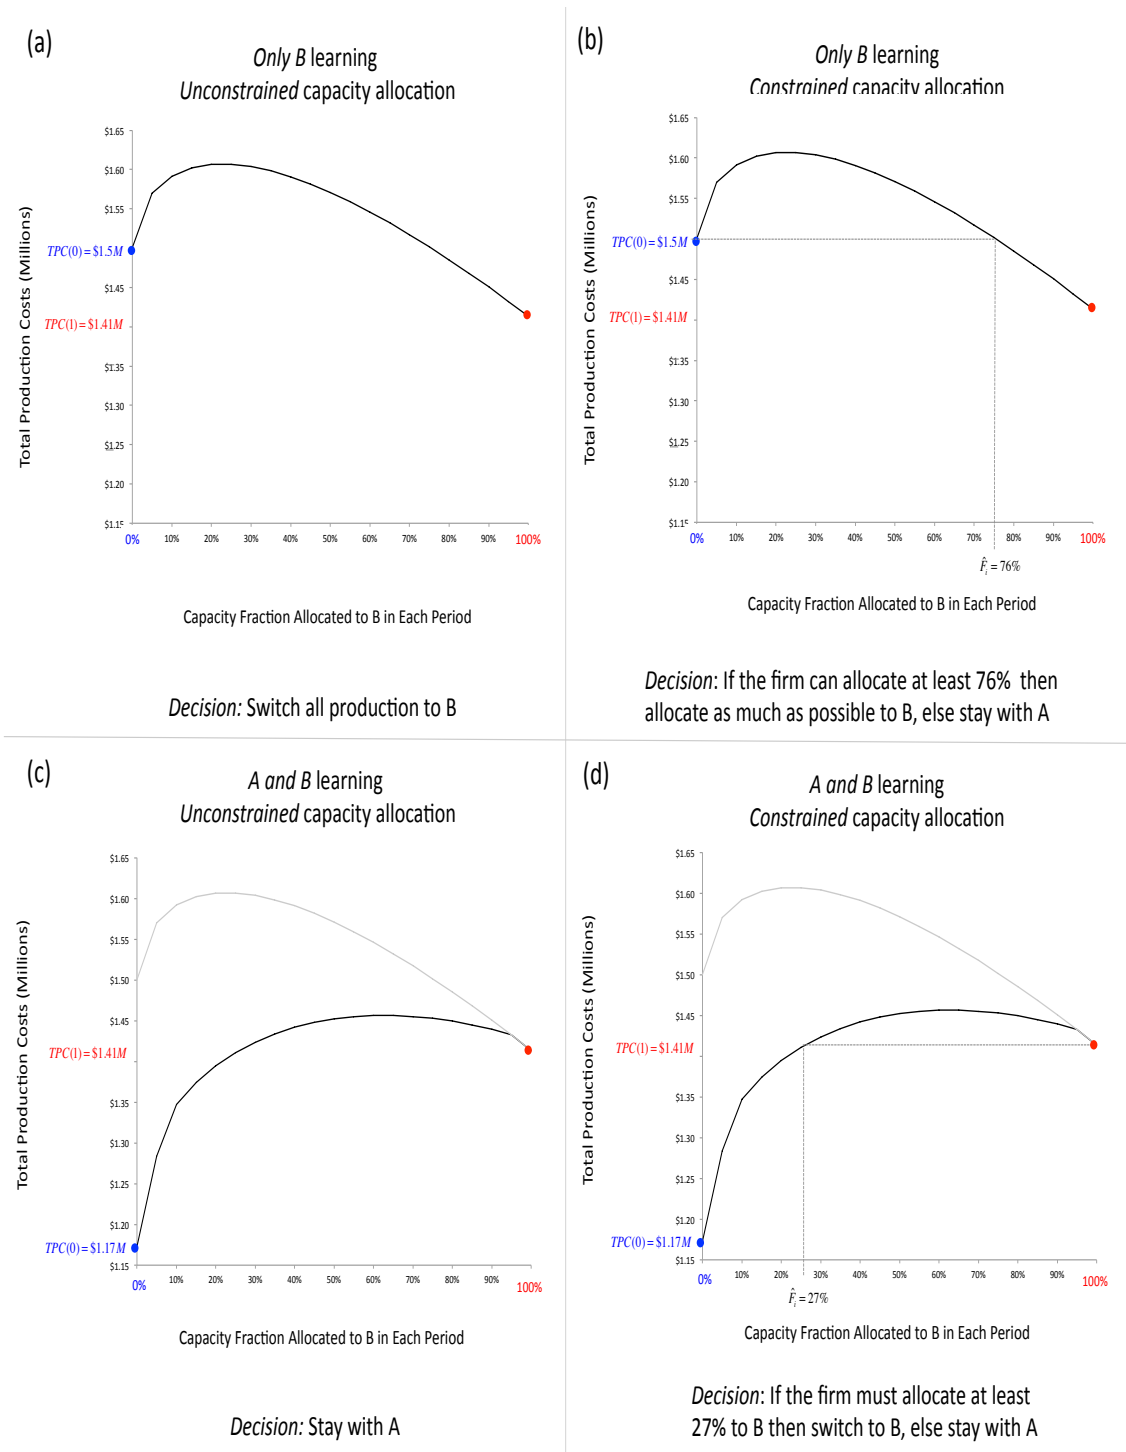 (a)
Only B learning
Unconstrained capacity allocation
Total Production Costs (Millions)
$1.65
$1.60
$1.55
TPC(0) = $1.5M
$1.45
TPC(1) = $1.41M
$1.35
$1.30
$1.25
$1.20
$1.15
0% 10% 20% 30% 40% 50% 60% 70% 80% 90% 100%
Capacity Fraction Allocated to B in Each Period
Decision: Switch all production to B
(b)
Only B learning
Constrained capacity allocation
Total Production Costs (Millions)
$1.65
$1.60
$1.55
TPC(0) = $1.5M
$1.45
TPC(1) = $1.41M
$1.35
$1.30
$1.25
$1.20
$1.15
0% 10% 20% 30% 40% 50% 60% 70% 80% 90% 100%
F̂ᵢ = 76%
Capacity Fraction Allocated to B in Each Period
Decision: If the firm can allocate at least 76% then
allocate as much as possible to B, else stay with A
(c)
A and B learning
Unconstrained capacity allocation
Total Production Costs (Millions)
$1.65
$1.60
$1.55
$1.50
$1.45
TPC(1) = $1.41M
$1.35
$1.30
$1.25
$1.20
TPC(0) = $1.17M
$1.15
0% 10% 20% 30% 40% 50% 60% 70% 80% 90% 100%
Capacity Fraction Allocated to B in Each Period
Decision: Stay with A
(d)
A and B learning
Constrained capacity allocation
Total Production Costs (Millions)
$1.65
$1.60
$1.55
$1.50
$1.45
TPC(1) = $1.41M
$1.35
$1.30
$1.25
$1.20
TPC(0) = $1.17M
$1.15
0% 10% 20% 30% 40% 50% 60% 70% 80% 90% 100%
F̂ᵢ = 27%
Capacity Fraction Allocated to B in Each Period
Decision: If the firm must allocate at least
27% to B then switch to B, else stay with A